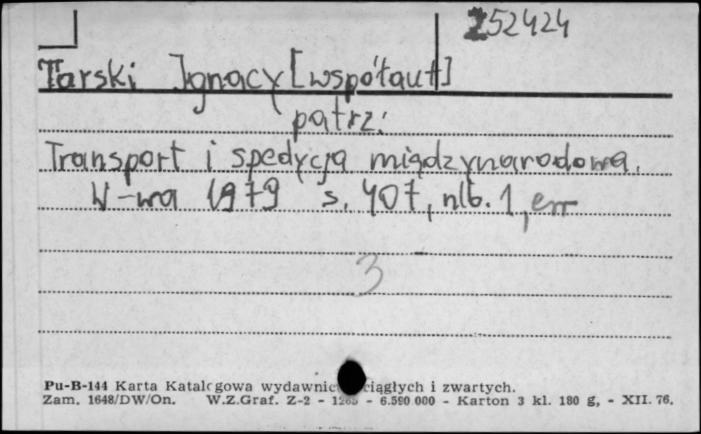 252424
Tarski Ignacy [współaut]
patrz:
Transport i spedycja międzynarodowa.
W-wa 1979 s. 407, nlb. 1, err
3
Pu-B-144 Karta Katalogowa wydawnic ciągłych i zwartych.
Zam. 1648/DW/On. W.Z.Graf. Z-2 - 1265 - 6.590 000 - Karton 3 kl. 180 g, - XII. 76.